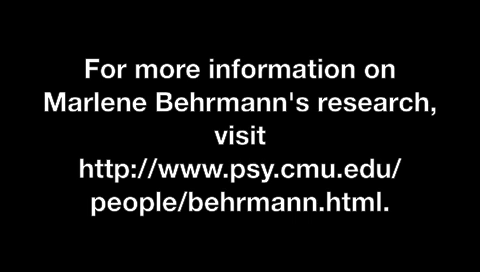 For more information on
Marlene Behrmann's research,
visit
http://www.psy.cmu.edu/
people/behrmann.html.